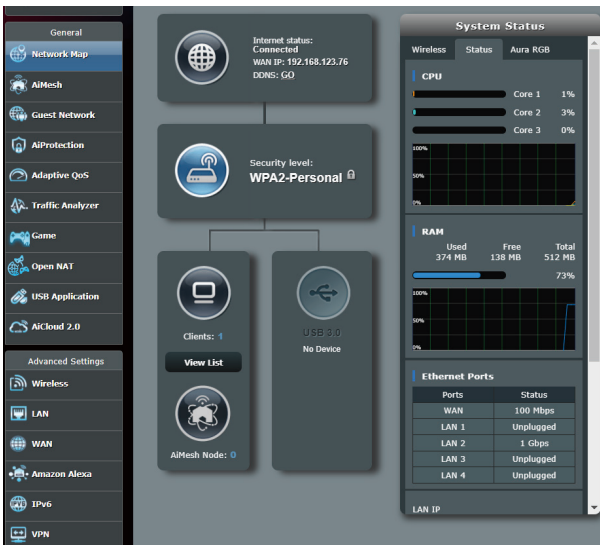 General
Network Map
AiMesh
Guest Network
AiProtection
Adaptive QoS
Traffic Analyzer
Game
Open NAT
USB Application
AiCloud 2.0
Advanced Settings
Wireless
LAN
WAN
Amazon Alexa
IPv6
VPN
Internet status:
Connected
WAN IP: 192.168.123.76
DDNS: GO
Security level:
WPA2-Personal
Clients: 1
View List
AiMesh Node: 0
USB 3.0
No Device
System Status
Wireless Status Aura RGB
CPU
Core 1 1%
Core 2 3%
Core 3 0%
100%
50%
0%
RAM
Used Free Total
374 MB 138 MB 512 MB
73%
100%
50%
0%
Ethernet Ports
Ports Status
WAN 100 Mbps
LAN 1 Unplugged
LAN 2 1 Gbps
LAN 3 Unplugged
LAN 4 Unplugged
LAN IP